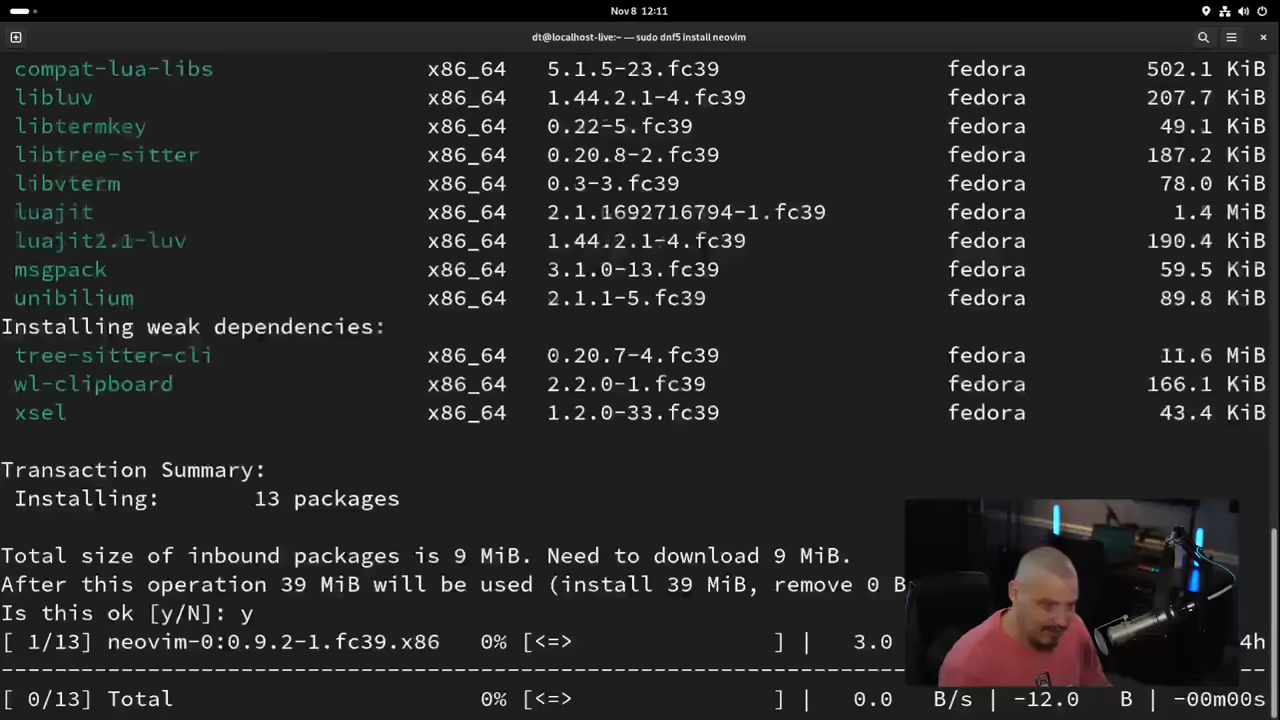 Nov 8 12:11
dt@localhost-live:~ — sudo dnf5 install neovim
compat-lua-libs x86_64 5.1.5-23.fc39 fedora 502.1 KiB
libluv x86_64 1.44.2.1-4.fc39 fedora 207.7 KiB
libtermkey x86_64 0.22-5.fc39 fedora 49.1 KiB
libtree-sitter x86_64 0.20.8-2.fc39 fedora 187.2 KiB
libvterm x86_64 0.3-3.fc39 fedora 78.0 KiB
luajit x86_64 2.1.1692716794-1.fc39 fedora 1.4 MiB
luajit2.1-luv x86_64 1.44.2.1-4.fc39 fedora 190.4 KiB
msgpack x86_64 3.1.0-13.fc39 fedora 59.5 KiB
unibilium x86_64 2.1.1-5.fc39 fedora 89.8 KiB
Installing weak dependencies:
tree-sitter-cli x86_64 0.20.7-4.fc39 fedora 11.6 MiB
wl-clipboard x86_64 2.2.0-1.fc39 fedora 166.1 KiB
xsel x86_64 1.2.0-33.fc39 fedora 43.4 KiB
Transaction Summary:
Installing: 13 packages
Total size of inbound packages is 9 MiB. Need to download 9 MiB.
After this operation 39 MiB will be used (install 39 MiB, remove 0 B
Is this ok [y/N]: y
[ 1/13] neovim-0:0.9.2-1.fc39.x86 0% [<=> ] | 3.0 4h
--------------------------------------------------------------------------------
[ 0/13] Total 0% [<=> ] | 0.0 B/s | -12.0 B | -00m00s